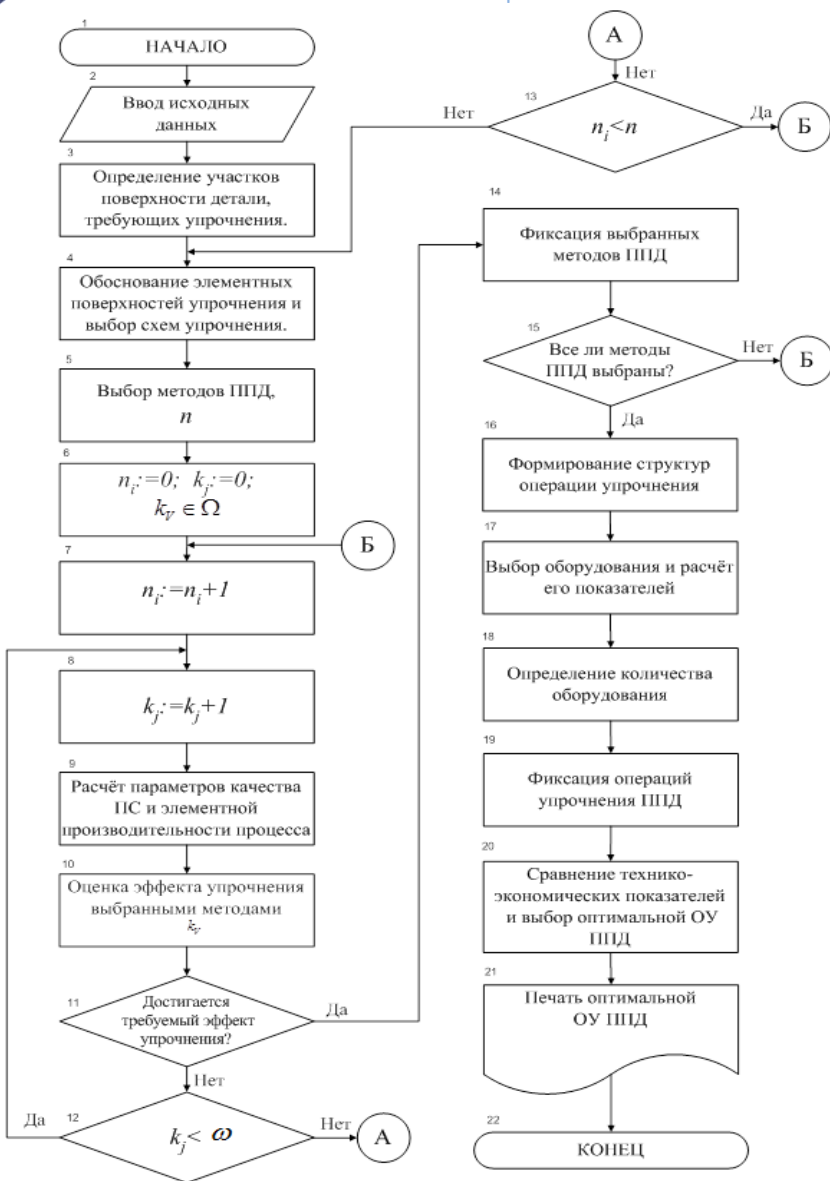 1
НАЧАЛО
2
Ввод исходных
данных
3
Определение участков
поверхности детали,
требующих упрочнения.
4
Обоснование элементных
поверхностей упрочнения и
выбор схем упрочнения.
5
Выбор методов ППД,
n
6
n_i:=0; k_j:=0;
k_V ∈ Ω
Б
7
n_i:=n_i+1
8
k_j:=k_j+1
9
Расчёт параметров качества
ПС и элементной
производительности процесса
10
Оценка эффекта упрочнения
выбранными методами
k_V
11
Достигается
требуемый эффект
упрочнения?
Да
Нет
12
Да
k_j< ω
Нет
А
А
Нет
13
Нет
n_i<n
Да
Б
14
Фиксация выбранных
методов ППД
15
Все ли методы
ППД выбраны?
Нет
Б
Да
16
Формирование структур
операции упрочнения
17
Выбор оборудования и расчёт
его показателей
18
Определение количества
оборудования
19
Фиксация операций
упрочнения ППД
20
Сравнение технико-
экономических показателей
и выбор оптимальной ОУ
ППД
21
Печать оптимальной
ОУ ППД
22
КОНЕЦ